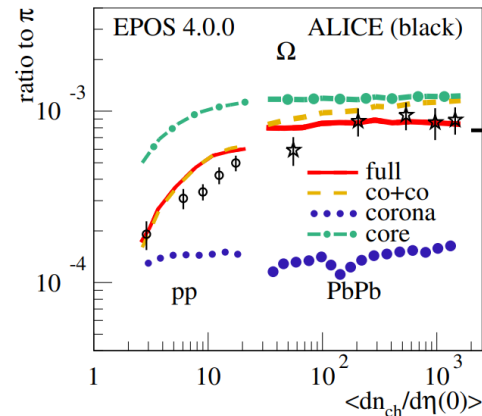 ratio to π
EPOS 4.0.0
ALICE (black)
Ω
10⁻³
10⁻⁴
full
co+co
corona
core
pp
PbPb
1
10
10²
10³
<dn_ch/dη(0)>